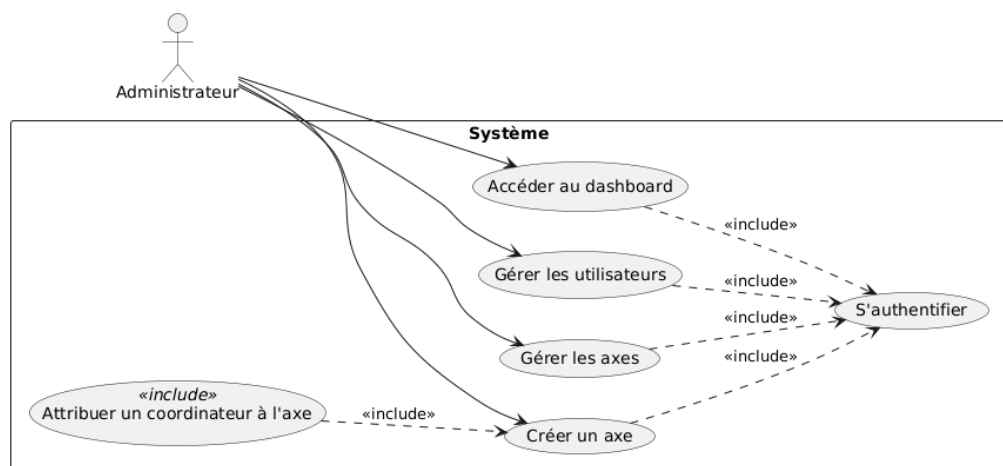 Administrateur
Système
Accéder au dashboard
«include»
Gérer les utilisateurs
«include»
S'authentifier
«include»
Gérer les axes
«include»
«include»
Attribuer un coordinateur à l'axe
«include»
Créer un axe